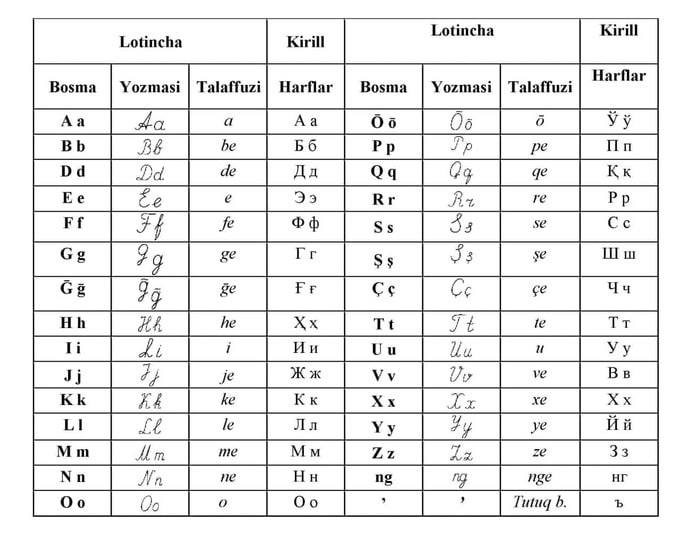 Lotincha Kirill Lotincha Kirill
Bosma Yozmasi Talaffuzi Harflar Bosma Yozmasi Talaffuzi Harflar
A a Aa a А а Ō ō Ōō ō Ў ў
B b Bb be Б б P p Pp pe П п
D d Dd de Д д Q q Qq qe Қ к
E e Ee e Э э R r Rr re Р р
F f Ff fe Ф ф S s Ss se С с
G g Gg ge Г г Ş ş Şş şe Ш ш
Ḡ ḡ Ḡḡ ḡe Ғ ғ Ç ç Çç çe Ч ч
H h Hh he Ҳ х T t Tt te Т т
I i Ii i И и U u Uu u У у
J j Jj je Ж ж V v Vv ve В в
K k Kk ke К к X x Xx xe Х х
L l Ll le Л л Y y Yy ye Й й
M m Mm me М м Z z Zz ze З з
N n Nn ne Н н ng ng nge нг
O o Oo o О о ’ ’ Tutuq b. ъ